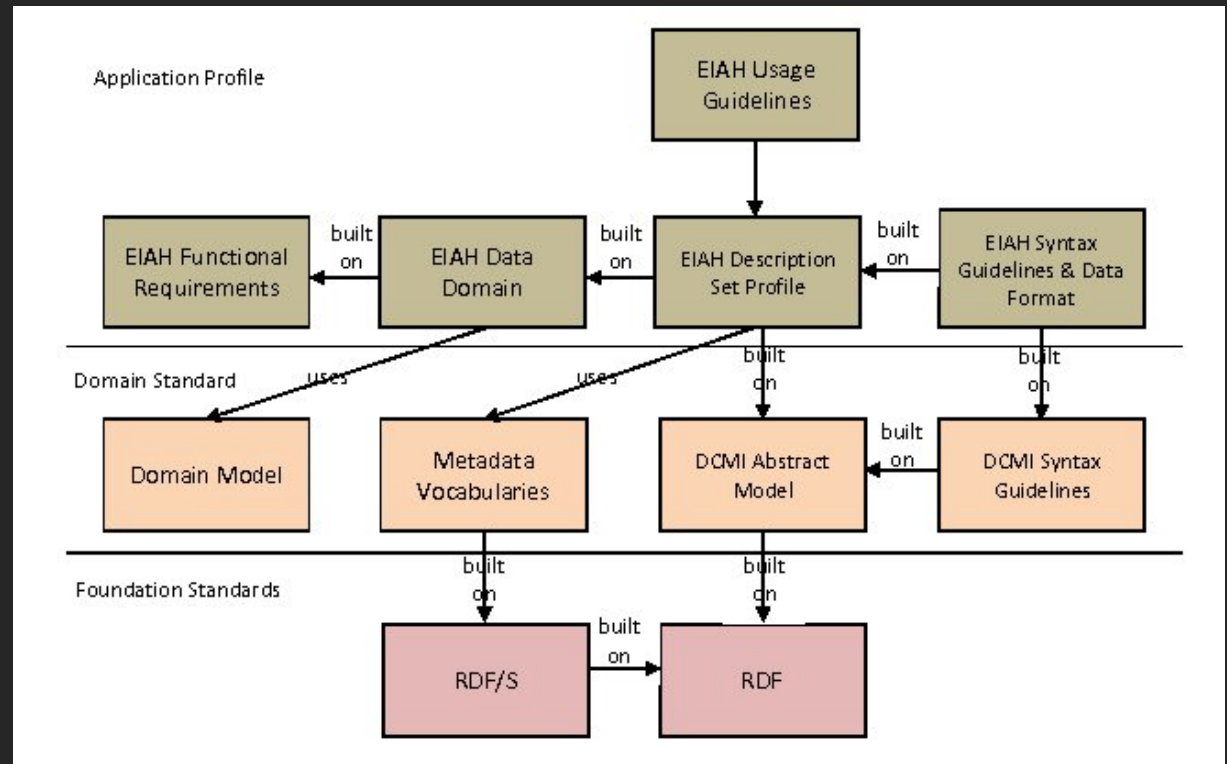 EIAH Usage
Guidelines
Application Profile
EIAH Functional
Requirements
built
on
EIAH Data
Domain
built
on
EIAH Description
Set Profile
built
on
EIAH Syntax
Guidelines & Data
Format
Domain Standard
uses
uses
built
on
built
on
Domain Model
Metadata
Vocabularies
DCMI Abstract
Model
built
on
DCMI Syntax
Guidelines
Foundation Standards
built
on
built
on
RDF/S
built
on
RDF